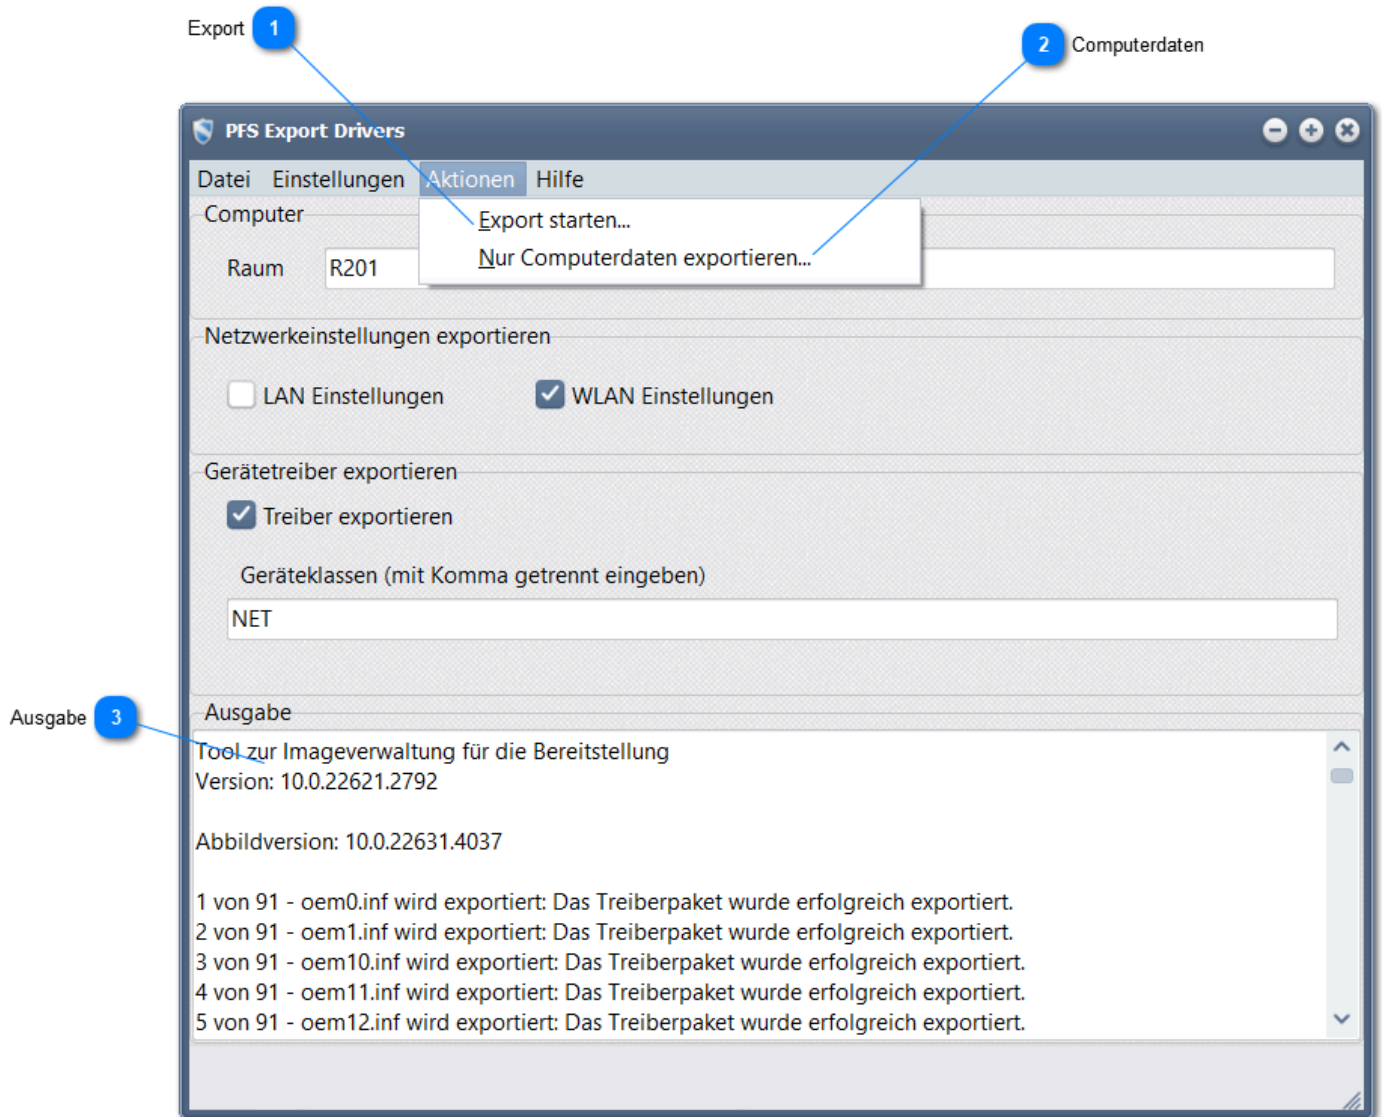 Export 1
2 Computerdaten
PFS Export Drivers
Datei Einstellungen Aktionen Hilfe
Computer
Export starten...
Nur Computerdaten exportieren...
Raum R201
Netzwerkeinstellungen exportieren
LAN Einstellungen WLAN Einstellungen
Gerätetreiber exportieren
Treiber exportieren
Geräteklassen (mit Komma getrennt eingeben)
NET
Ausgabe 3
Ausgabe
Tool zur Imageverwaltung für die Bereitstellung
Version: 10.0.22621.2792
Abbildversion: 10.0.22631.4037
1 von 91 - oem0.inf wird exportiert: Das Treiberpaket wurde erfolgreich exportiert.
2 von 91 - oem1.inf wird exportiert: Das Treiberpaket wurde erfolgreich exportiert.
3 von 91 - oem10.inf wird exportiert: Das Treiberpaket wurde erfolgreich exportiert.
4 von 91 - oem11.inf wird exportiert: Das Treiberpaket wurde erfolgreich exportiert.
5 von 91 - oem12.inf wird exportiert: Das Treiberpaket wurde erfolgreich exportiert.